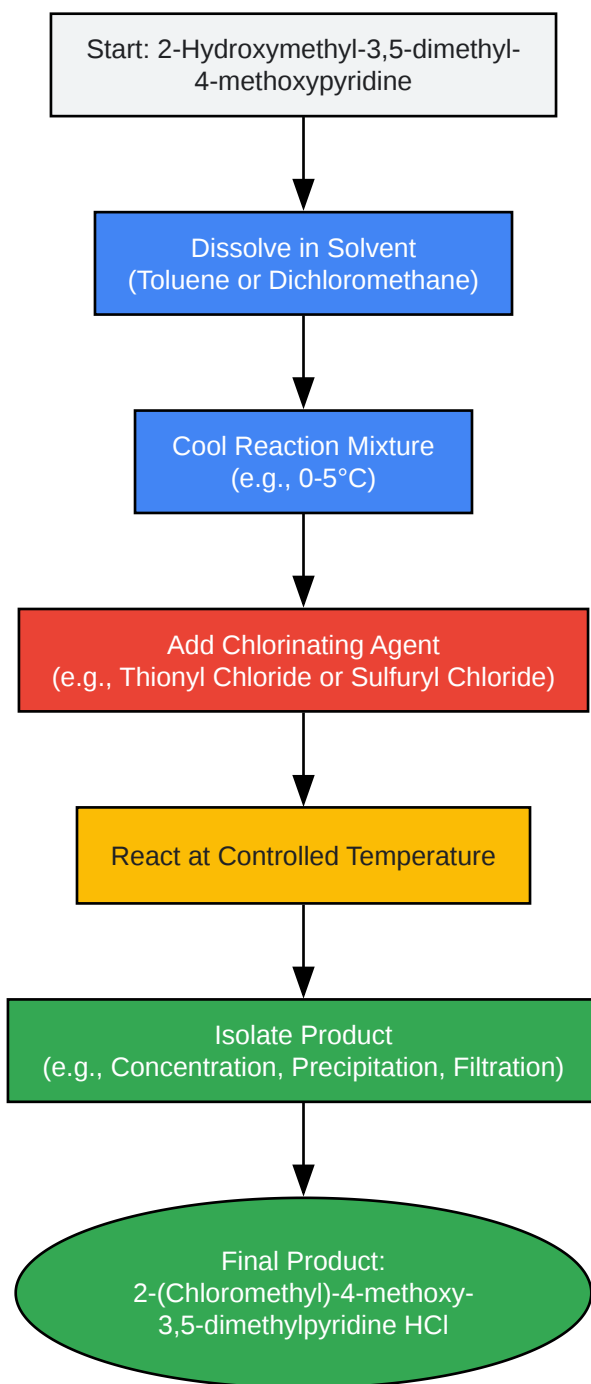 Start: 2-Hydroxymethyl-3,5-dimethyl-
4-methoxypyridine
Dissolve in Solvent
(Toluene or Dichloromethane)
Cool Reaction Mixture
(e.g., 0-5°C)
Add Chlorinating Agent
(e.g., Thionyl Chloride or Sulfuryl Chloride)
React at Controlled Temperature
Isolate Product
(e.g., Concentration, Precipitation, Filtration)
Final Product:
2-(Chloromethyl)-4-methoxy-
3,5-dimethylpyridine HCl